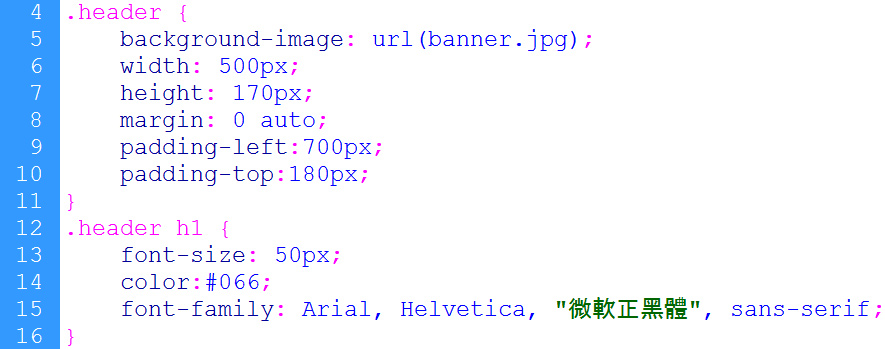 4 .header {
5     background-image: url(banner.jpg);
6     width: 500px;
7     height: 170px;
8     margin: 0 auto;
9     padding-left:700px;
10     padding-top:180px;
11 }
12 .header h1 {
13     font-size: 50px;
14     color:#066;
15     font-family: Arial, Helvetica, "微軟正黑體", sans-serif;
16 }